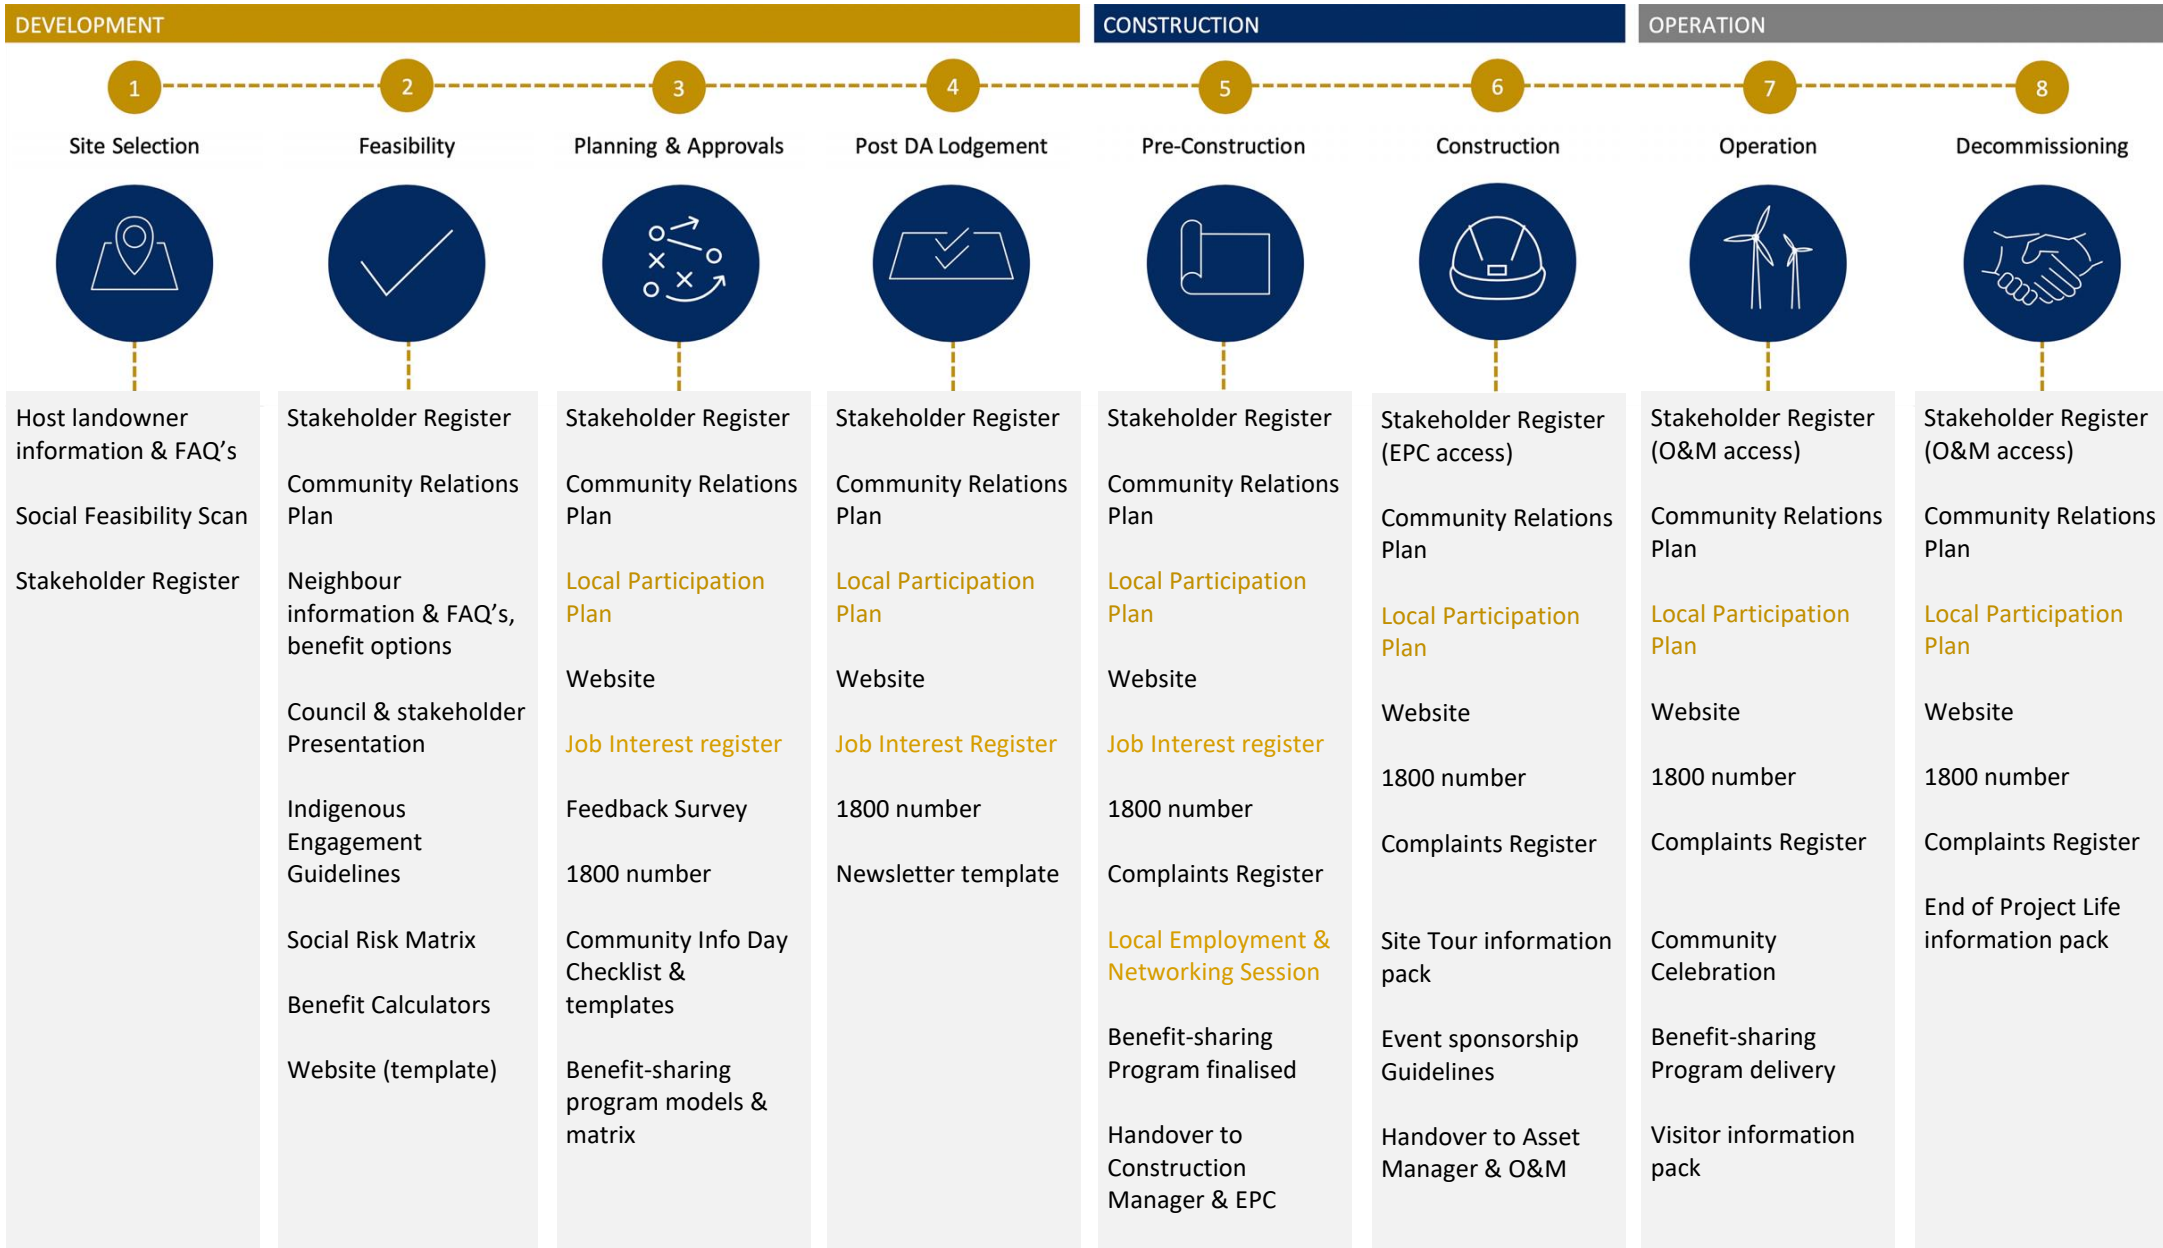 DEVELOPMENT
CONSTRUCTION
OPERATION
1
2
3
4
5
6
7
8
Site Selection
Feasibility
Planning & Approvals
Post DA Lodgement
Pre-Construction
Construction
Operation
Decommissioning
Host landowner
information & FAQ’s
Social Feasibility Scan
Stakeholder Register
Stakeholder Register
Community Relations
Plan
Neighbour
information & FAQ’s,
benefit options
Council & stakeholder
Presentation
Indigenous
Engagement
Guidelines
Social Risk Matrix
Benefit Calculators
Website (template)
Stakeholder Register
Community Relations
Plan
Local Participation
Plan
Website
Job Interest register
Feedback Survey
1800 number
Community Info Day
Checklist &
templates
Benefit-sharing
program models &
matrix
Stakeholder Register
Community Relations
Plan
Local Participation
Plan
Website
Job Interest Register
1800 number
Newsletter template
Stakeholder Register
Community Relations
Plan
Local Participation
Plan
Website
Job Interest register
1800 number
Complaints Register
Local Employment &
Networking Session
Benefit-sharing
Program finalised
Handover to
Construction
Manager & EPC
Stakeholder Register
(EPC access)
Community Relations
Plan
Local Participation
Plan
Website
1800 number
Complaints Register
Site Tour information
pack
Event sponsorship
Guidelines
Handover to Asset
Manager & O&M
Stakeholder Register
(O&M access)
Community Relations
Plan
Local Participation
Plan
Website
1800 number
Complaints Register
Community
Celebration
Benefit-sharing
Program delivery
Visitor information
pack
Stakeholder Register
(O&M access)
Community Relations
Plan
Local Participation
Plan
Website
1800 number
Complaints Register
End of Project Life
information pack